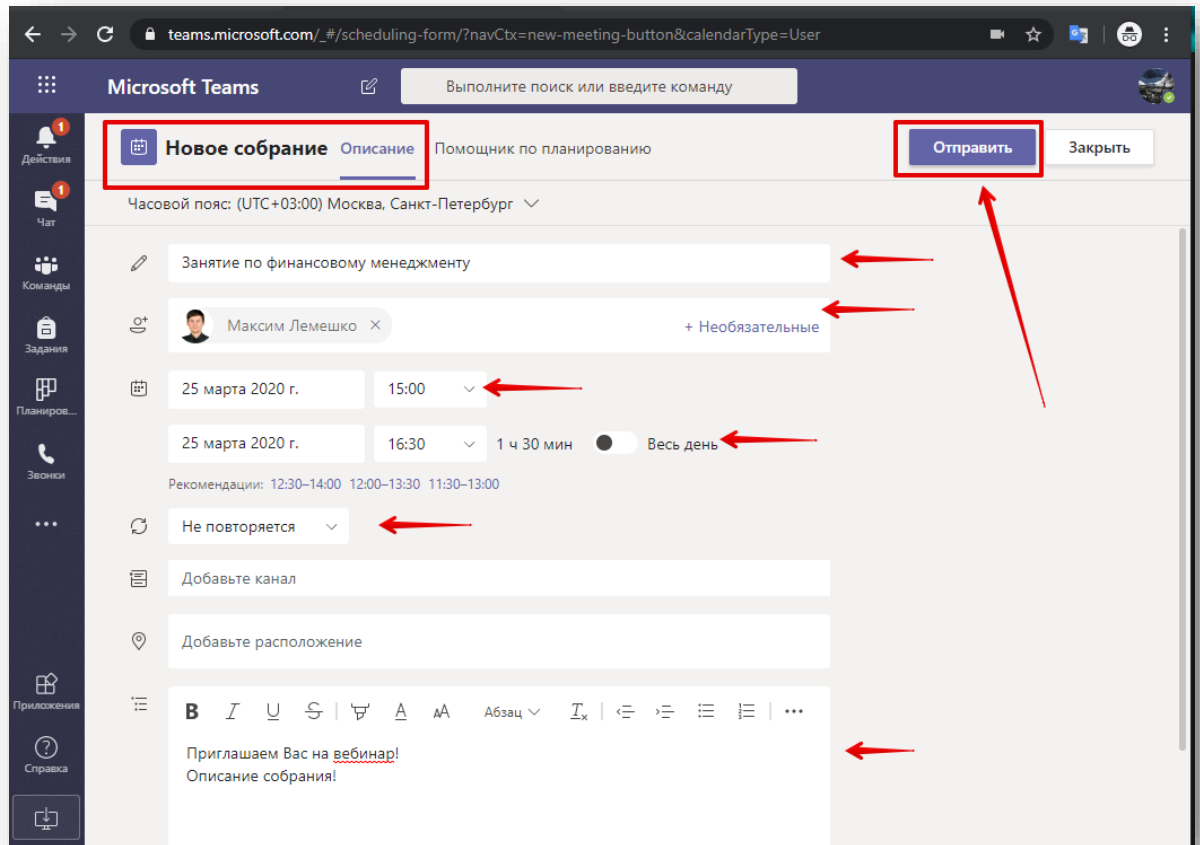 teams.microsoft.com/_#/scheduling-form/?navCtx=new-meeting-button&calendarType=User
Microsoft Teams Выполните поиск или введите команду
1
Действия
Новое собрание Описание Помощник по планированию Отправить Закрыть
1
Чат
Часовой пояс: (UTC+03:00) Москва, Санкт-Петербург
Занятие по финансовому менеджменту
Команды
Максим Лемешко × + Необязательные
Задания
25 марта 2020 г. 15:00
Планиров...
25 марта 2020 г. 16:30 1 ч 30 мин Весь день
Звонки
Рекомендации: 12:30–14:00 12:00–13:30 11:30–13:00
Не повторяется
Добавьте канал
Добавьте расположение
Приложения
B I U S A AA Абзац Tx
Приглашаем Вас на вебинар!
Справка
Описание собрания!